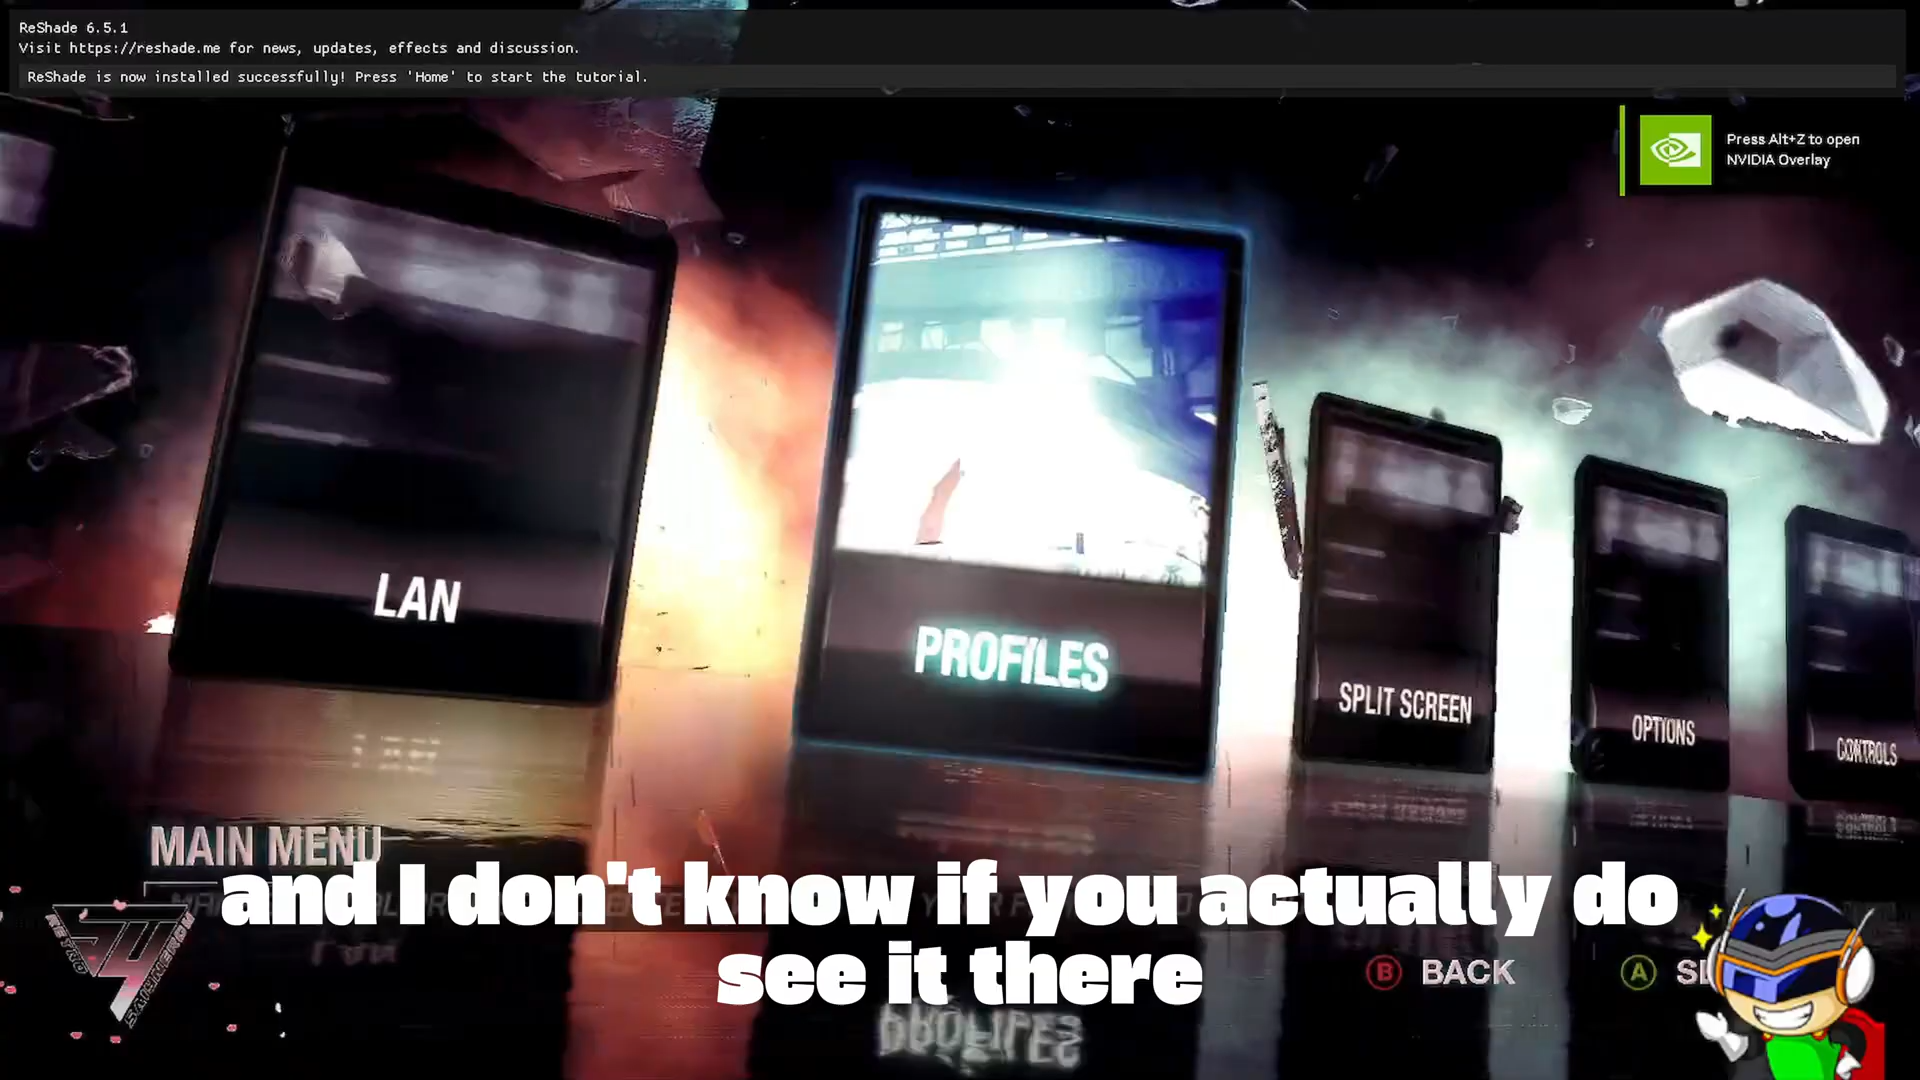 ReShade 6.5.1
Visit https://reshade.me for news, updates, effects and discussion.
ReShade is now installed successfully! Press 'Home' to start the tutorial.
Press Alt+Z to open
NVIDIA Overlay
LAN
PROFILES
SPLIT SCREEN
OPTIONS
CONTROLS
MAIN MENU
and I don't know if you actually do
see it there
B BACK
A
RETRO
GAMINEROS